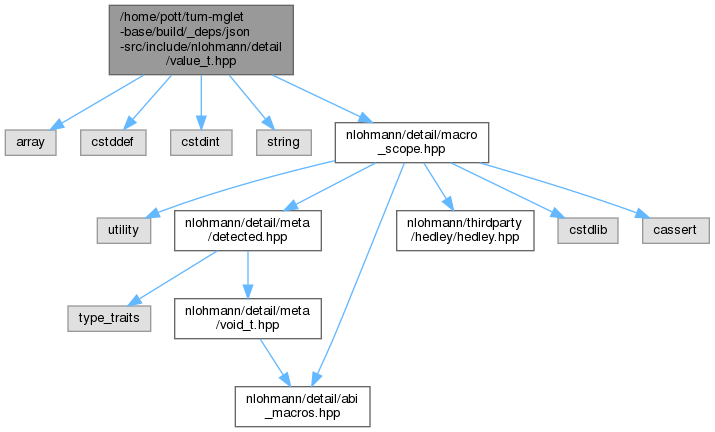 /home/pott/tum-mglet
-base/build/_deps/json
-src/include/nlohmann/detail
/value_t.hpp
array
cstddef
cstdint
string
nlohmann/detail/macro
_scope.hpp
utility
nlohmann/detail/meta
/detected.hpp
nlohmann/thirdparty
/hedley/hedley.hpp
cstdlib
cassert
type_traits
nlohmann/detail/meta
/void_t.hpp
nlohmann/detail/abi
_macros.hpp